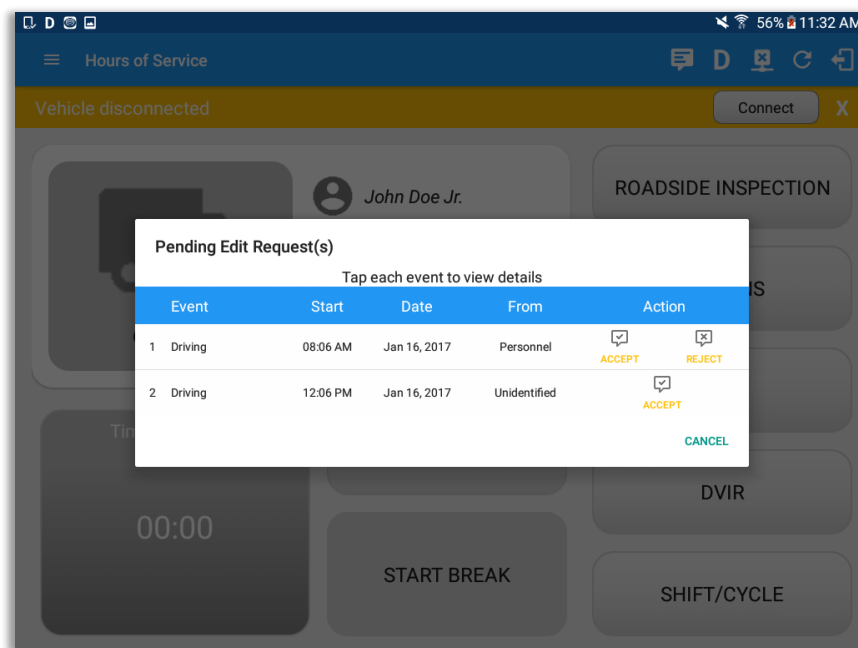 D 56% 11:32 AM
Hours of Service D
Vehicle disconnected Connect X
John Doe Jr.
ROADSIDE INSPECTION
Pending Edit Request(s)
Tap each event to view details
Event Start Date From Action
1 Driving 08:06 AM Jan 16, 2017 Personnel ACCEPT REJECT
2 Driving 12:06 PM Jan 16, 2017 Unidentified ACCEPT
CANCEL
00:00
START BREAK
DVIR
SHIFT/CYCLE